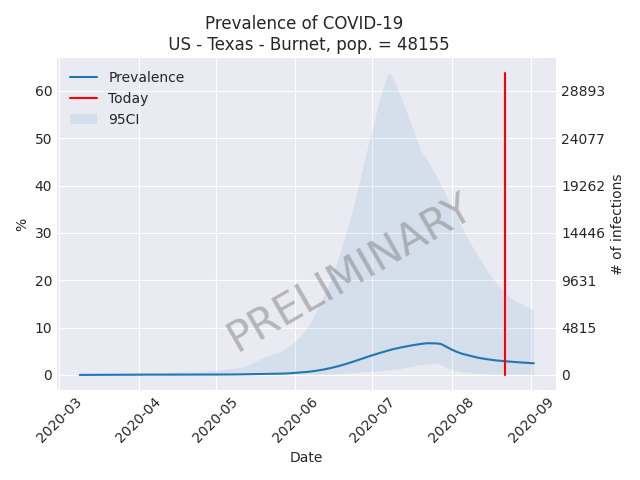 Prevalence of COVID-19
US - Texas - Burnet, pop. = 48155
Prevalence
Today
95CI
60
50
40
30
20
10
0
%
28893
24077
19262
14446
9631
4815
0
# of infections
PRELIMINARY
2020-03
2020-04
2020-05
2020-06
2020-07
2020-08
2020-09
Date